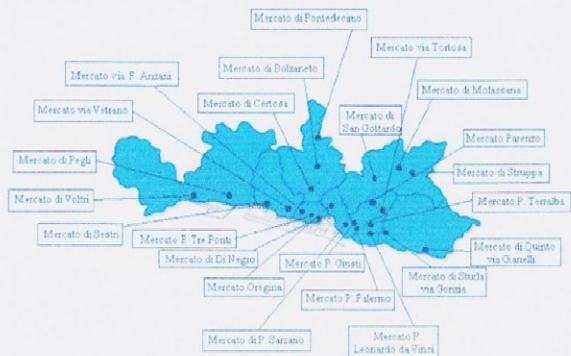 Mercato di Pontedecimo
Mercato via Tortosa
Mercato via F. Anzani
Mercato di Bolzaneto
Mercato di Molassana
Mercato via Vetrano
Mercato di Certosa
Mercato di
San Gottardo
Mercato Parenzo
Mercato di Pegli
Mercato di Struppa
Mercato di Voltri
Mercato P. Terralba
Mercato di Sestri
Mercato P. Tre Ponti
Mercato di Di Negro
Mercato P. Giusti
Mercato di Quinto
via Gianelli
Mercato Oregina
Mercato P. Palermo
Mercato di Sturla
via Gorizia
Mercato di P. Sarzano
Mercato P.
Leonardo da Vinci